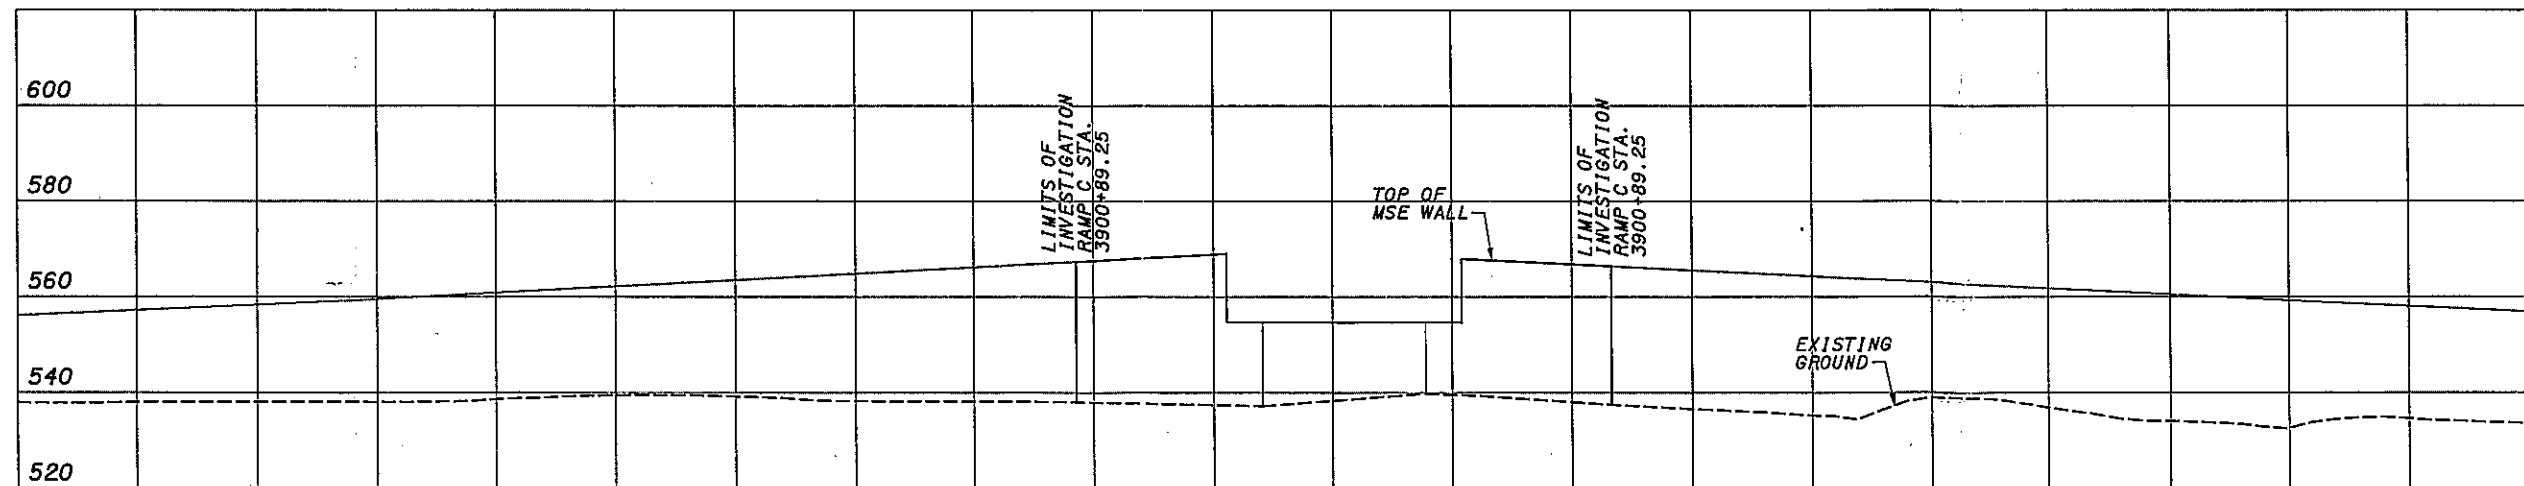 600
580
560
540
520
LIMITS OF
INVESTIGATION
RAMP C STA.
3900+89.25
TOP OF
MSE WALL
LIMITS OF
INVESTIGATION
RAMP C STA.
3900+89.25
EXISTING
GROUND